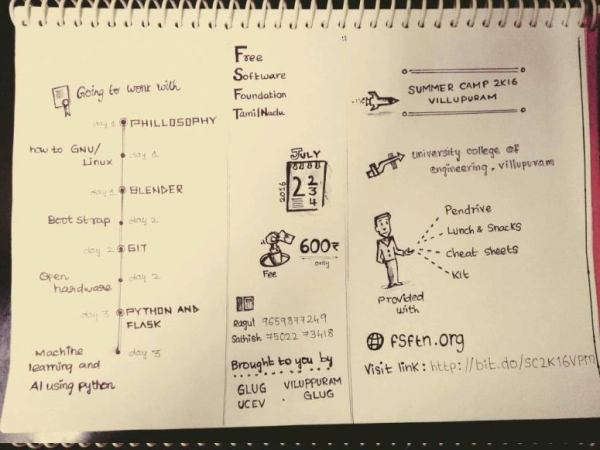 Going to work with
day 1 PHILLOSOPHY
how to GNU/
Linux day 1
day 1 BLENDER
Boot strap day 2
day 2 GIT
Open
hardware day 2
day 3 PYTHON AND
FLASK
Machine day 3
learning and
AI using python
Free
Software
Foundation
TamilNadu
JULY
2016
2 2
3
4
600₹
only
Fee
Ragul 9659877249
Sathish 75022 73418
Brought to you by
GLUG VILUPPURAM
UCEV GLUG
SUMMER CAMP 2K16
VILLUPURAM
University college of
engineering, villupuram
Pendrive
Lunch & Snacks
Cheat sheets
Kit
Provided
with
fsftn.org
Visit link: http://bit.do/SC2K16VPM